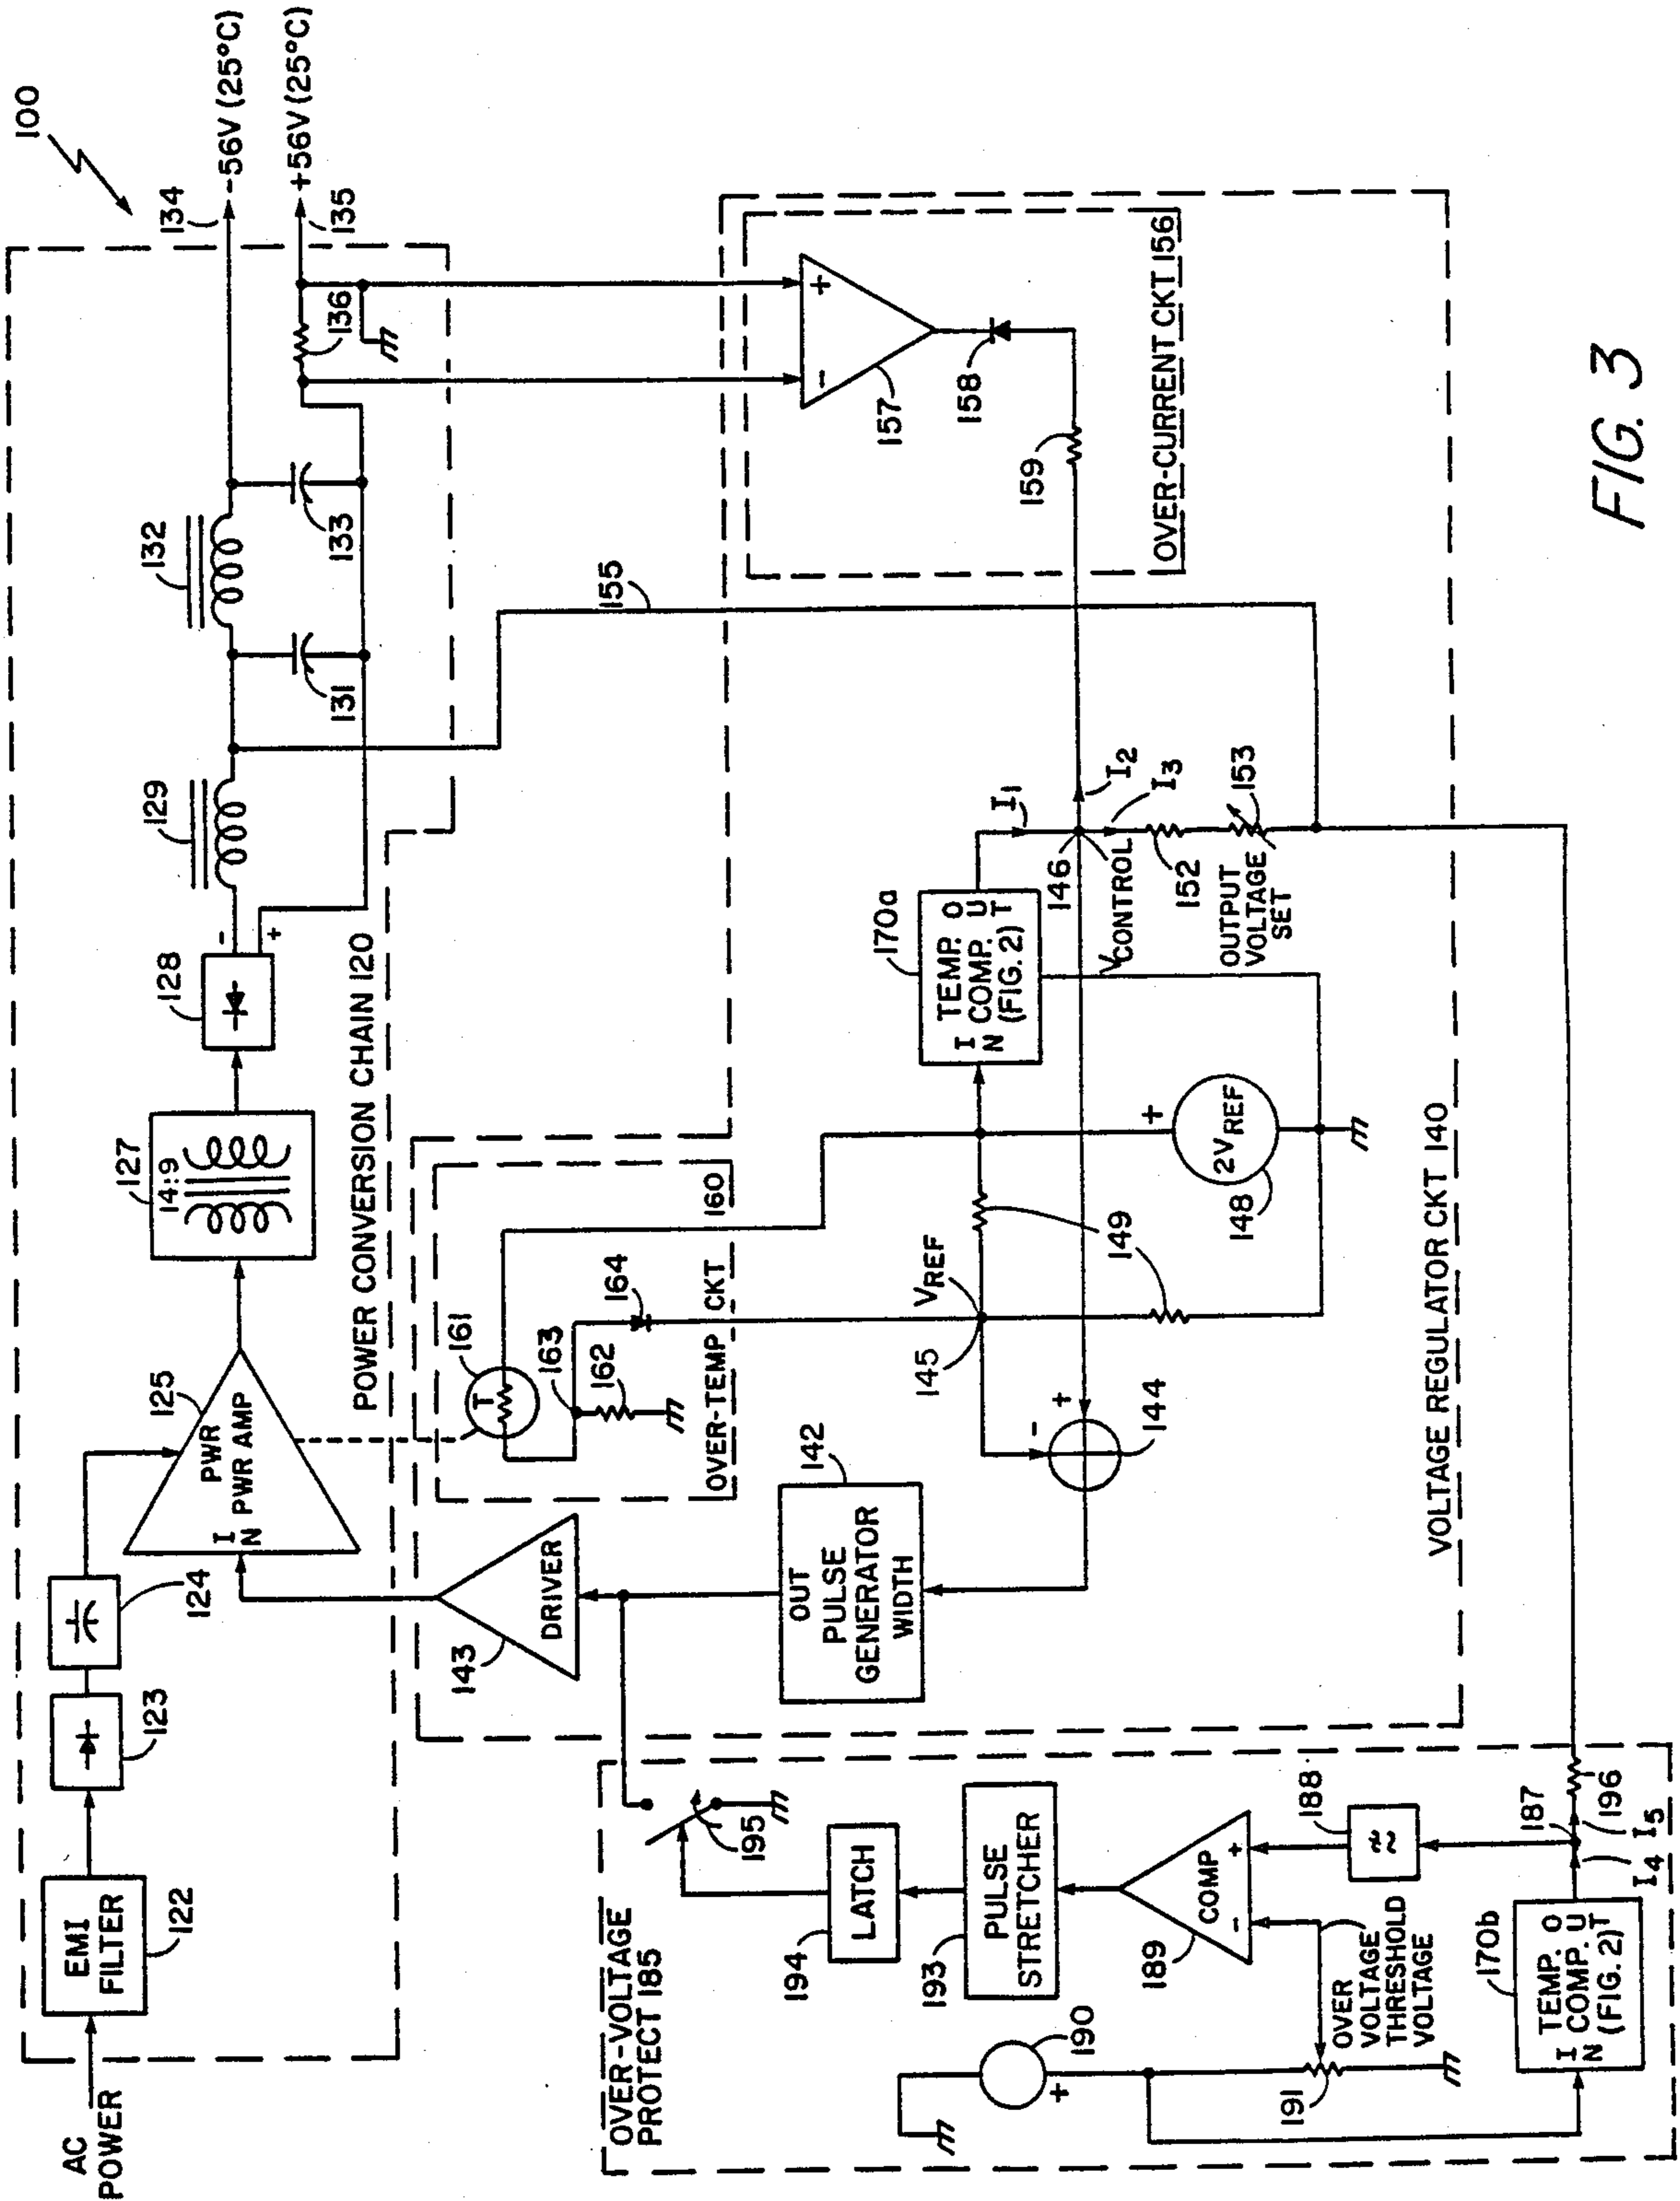 100
AC
POWER
EMI
FILTER
122
123
124
125
PWR
PWR AMP
IN
127
14:9
128
-
+
129
131
132
133
134
-56V (25°C)
135
+56V (25°C)
136
POWER CONVERSION CHAIN 120
143
DRIVER
161
T
163
162
164
OVER-TEMP CKT 160
155
142
OUT
PULSE
GENERATOR
WIDTH
144
-
+
145
VREF
149
148
2VREF
+
170a
IN
TEMP.
COMP.
(FIG. 2)
OUT
146
VCONTROL
I1
I2
I3
152
153
OUTPUT
VOLTAGE
SET
157
-
+
158
159
OVER-CURRENT CKT 156
VOLTAGE REGULATOR CKT 140
OVER-VOLTAGE
PROTECT 185
195
194
LATCH
193
PULSE
STRETCHER
189
COMP
-
+
188
≈
190
+
191
OVER
VOLTAGE
THRESHOLD
VOLTAGE
170b
IN
TEMP.
COMP.
(FIG. 2)
OUT
187
196
I4
I5
FIG. 3